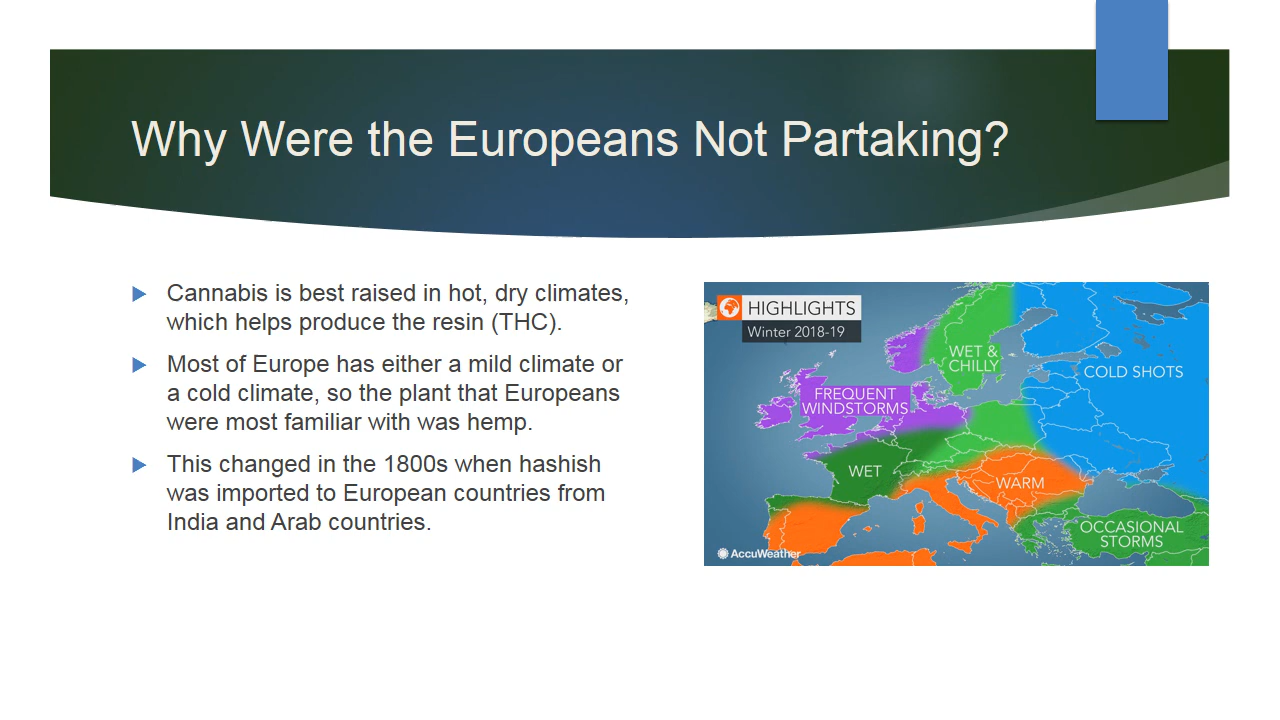 Why Were the Europeans Not Partaking?
Cannabis is best raised in hot, dry climates,
which helps produce the resin (THC).
Most of Europe has either a mild climate or
a cold climate, so the plant that Europeans
were most familiar with was hemp.
This changed in the 1800s when hashish
was imported to European countries from
India and Arab countries.
HIGHLIGHTS
Winter 2018-19
WET &
CHILLY
COLD SHOTS
FREQUENT
WINDSTORMS
WET
WARM
OCCASIONAL
STORMS
AccuWeather